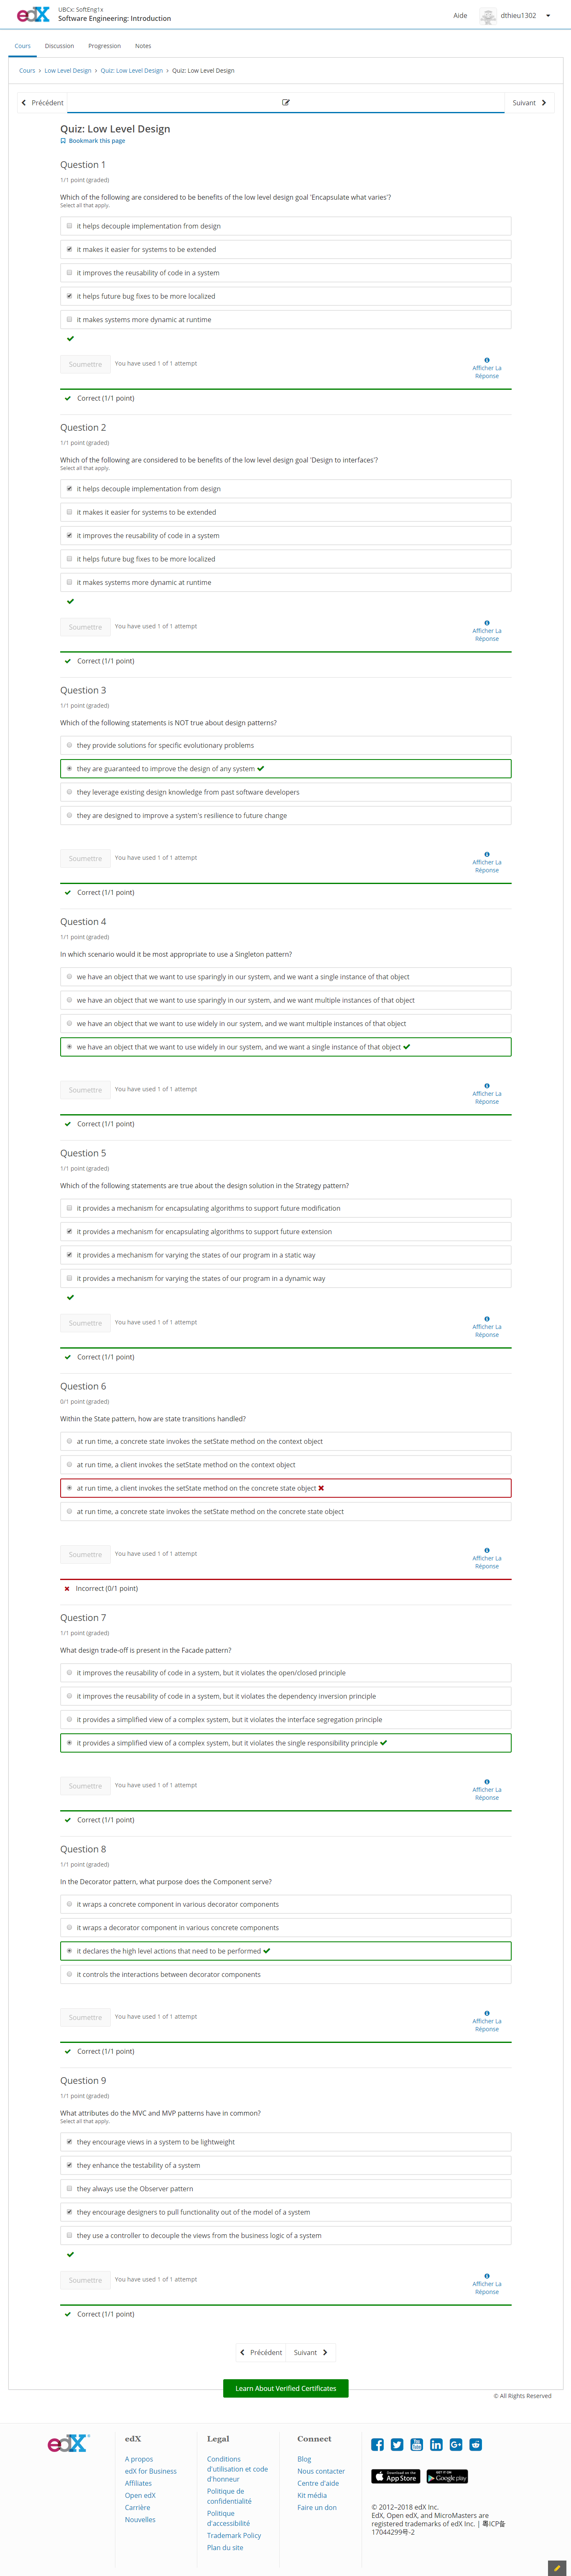 edX
UBCx: SoftEng1x
Software Engineering: Introduction
Aide
dthieu1302
Cours
Discussion
Progression
Notes
Cours › Low Level Design › Quiz: Low Level Design › Quiz: Low Level Design
Précédent
Suivant
Quiz: Low Level Design
Bookmark this page
Question 1
1/1 point (graded)
Which of the following are considered to be benefits of the low level design goal 'Encapsulate what varies'?
Select all that apply.
it helps decouple implementation from design
it makes it easier for systems to be extended
it improves the reusability of code in a system
it helps future bug fixes to be more localized
it makes systems more dynamic at runtime
Soumettre
You have used 1 of 1 attempt
Afficher La
Réponse
Correct (1/1 point)
Question 2
1/1 point (graded)
Which of the following are considered to be benefits of the low level design goal 'Design to interfaces'?
Select all that apply.
it helps decouple implementation from design
it makes it easier for systems to be extended
it improves the reusability of code in a system
it helps future bug fixes to be more localized
it makes systems more dynamic at runtime
Soumettre
You have used 1 of 1 attempt
Afficher La
Réponse
Correct (1/1 point)
Question 3
1/1 point (graded)
Which of the following statements is NOT true about design patterns?
they provide solutions for specific evolutionary problems
they are guaranteed to improve the design of any system
they leverage existing design knowledge from past software developers
they are designed to improve a system's resilience to future change
Soumettre
You have used 1 of 1 attempt
Afficher La
Réponse
Correct (1/1 point)
Question 4
1/1 point (graded)
In which scenario would it be most appropriate to use a Singleton pattern?
we have an object that we want to use sparingly in our system, and we want a single instance of that object
we have an object that we want to use sparingly in our system, and we want multiple instances of that object
we have an object that we want to use widely in our system, and we want multiple instances of that object
we have an object that we want to use widely in our system, and we want a single instance of that object
Soumettre
You have used 1 of 1 attempt
Afficher La
Réponse
Correct (1/1 point)
Question 5
1/1 point (graded)
Which of the following statements are true about the design solution in the Strategy pattern?
it provides a mechanism for encapsulating algorithms to support future modification
it provides a mechanism for encapsulating algorithms to support future extension
it provides a mechanism for varying the states of our program in a static way
it provides a mechanism for varying the states of our program in a dynamic way
Soumettre
You have used 1 of 1 attempt
Afficher La
Réponse
Correct (1/1 point)
Question 6
0/1 point (graded)
Within the State pattern, how are state transitions handled?
at run time, a concrete state invokes the setState method on the context object
at run time, a client invokes the setState method on the context object
at run time, a client invokes the setState method on the concrete state object
at run time, a concrete state invokes the setState method on the concrete state object
Soumettre
You have used 1 of 1 attempt
Afficher La
Réponse
Incorrect (0/1 point)
Question 7
1/1 point (graded)
What design trade-off is present in the Facade pattern?
it improves the reusability of code in a system, but it violates the open/closed principle
it improves the reusability of code in a system, but it violates the dependency inversion principle
it provides a simplified view of a complex system, but it violates the interface segregation principle
it provides a simplified view of a complex system, but it violates the single responsibility principle
Soumettre
You have used 1 of 1 attempt
Afficher La
Réponse
Correct (1/1 point)
Question 8
1/1 point (graded)
In the Decorator pattern, what purpose does the Component serve?
it wraps a concrete component in various decorator components
it wraps a decorator component in various concrete components
it declares the high level actions that need to be performed
it controls the interactions between decorator components
Soumettre
You have used 1 of 1 attempt
Afficher La
Réponse
Correct (1/1 point)
Question 9
1/1 point (graded)
What attributes do the MVC and MVP patterns have in common?
Select all that apply.
they encourage views in a system to be lightweight
they enhance the testability of a system
they always use the Observer pattern
they encourage designers to pull functionality out of the model of a system
they use a controller to decouple the views from the business logic of a system
Soumettre
You have used 1 of 1 attempt
Afficher La
Réponse
Correct (1/1 point)
Précédent
Suivant
Learn About Verified Certificates
© All Rights Reserved
edX
edX
A propos
edX for Business
Affiliates
Open edX
Carrière
Nouvelles
Legal
Conditions
d'utilisation et code
d'honneur
Politique de
confidentialité
Politique
d'accessibilité
Trademark Policy
Plan du site
Connect
Blog
Nous contacter
Centre d'aide
Kit média
Faire un don
Download on the
App Store
GET IT ON
Google play
© 2012–2018 edX Inc.
EdX, Open edX, and MicroMasters are
registered trademarks of edX Inc. | 粤ICP备
17044299号-2